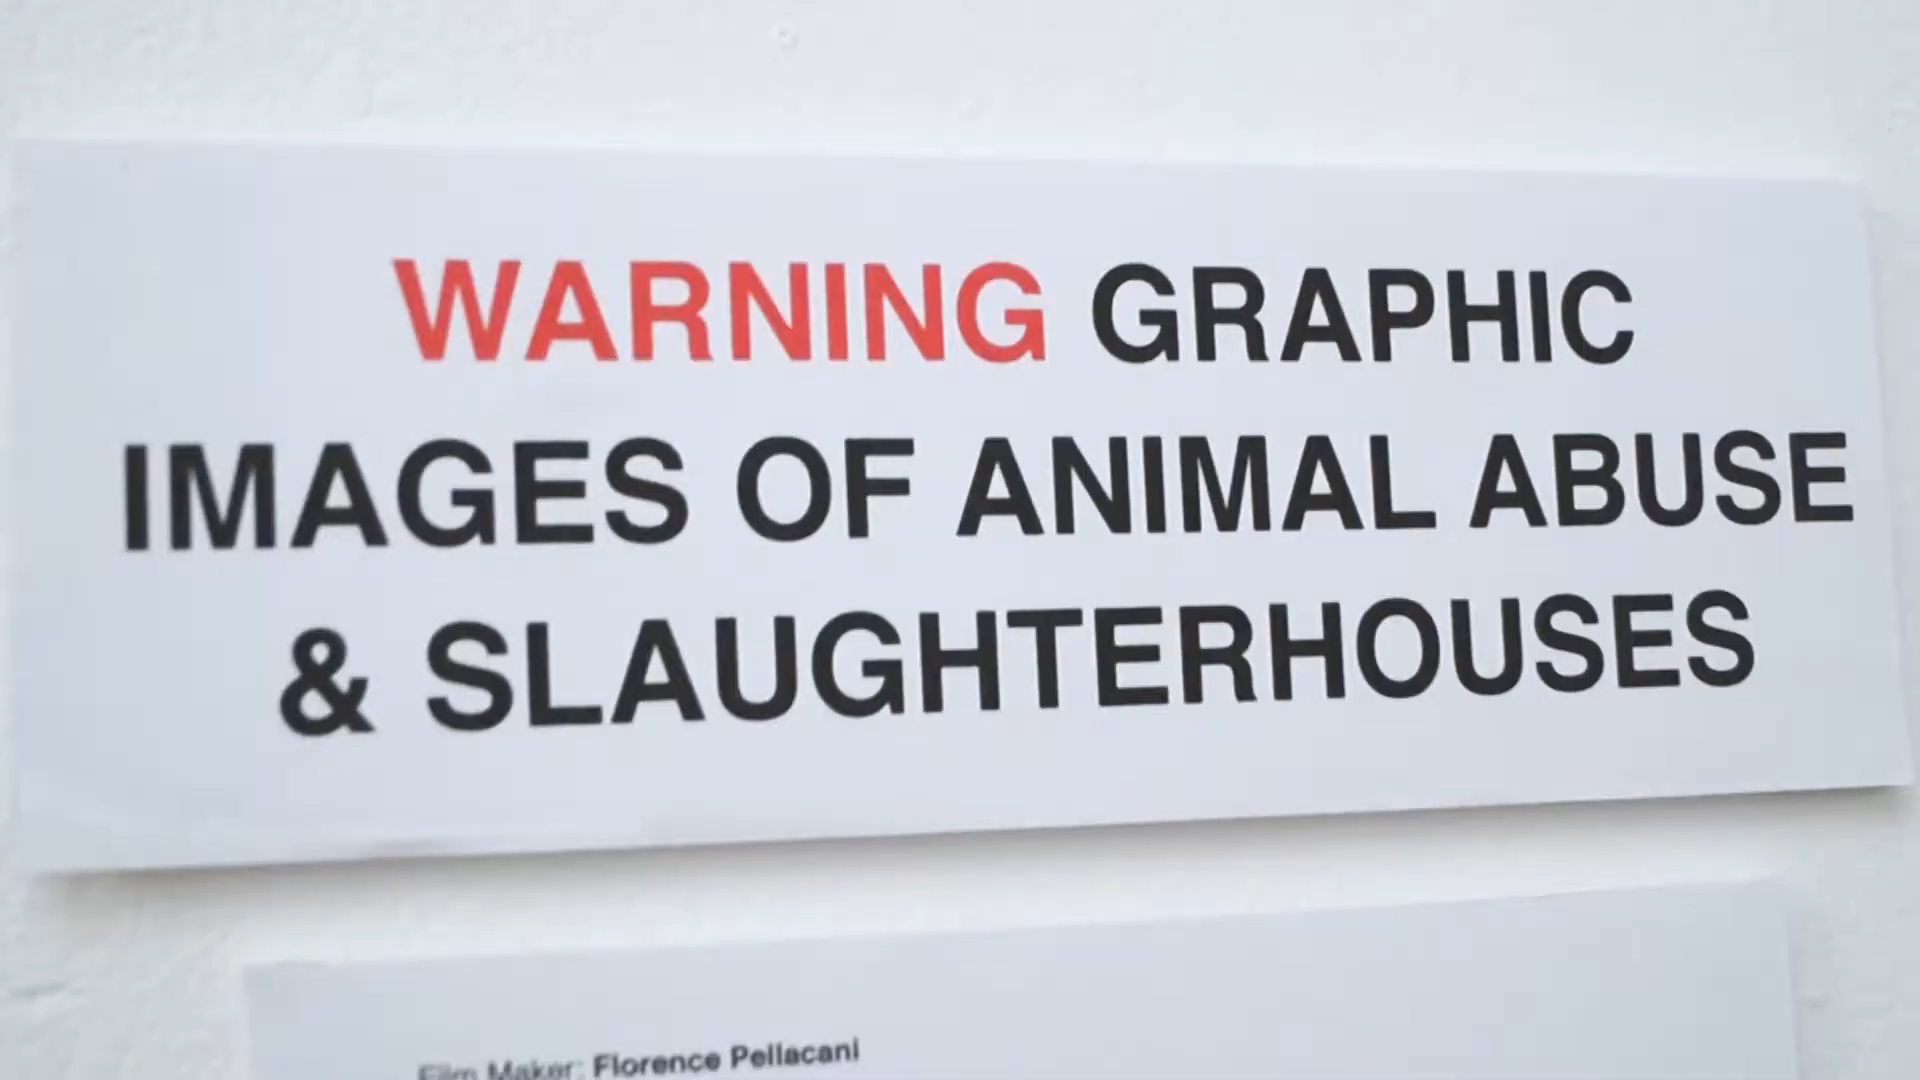 WARNING GRAPHIC
IMAGES OF ANIMAL ABUSE
& SLAUGHTERHOUSES
Film Maker: Florence Pellacani